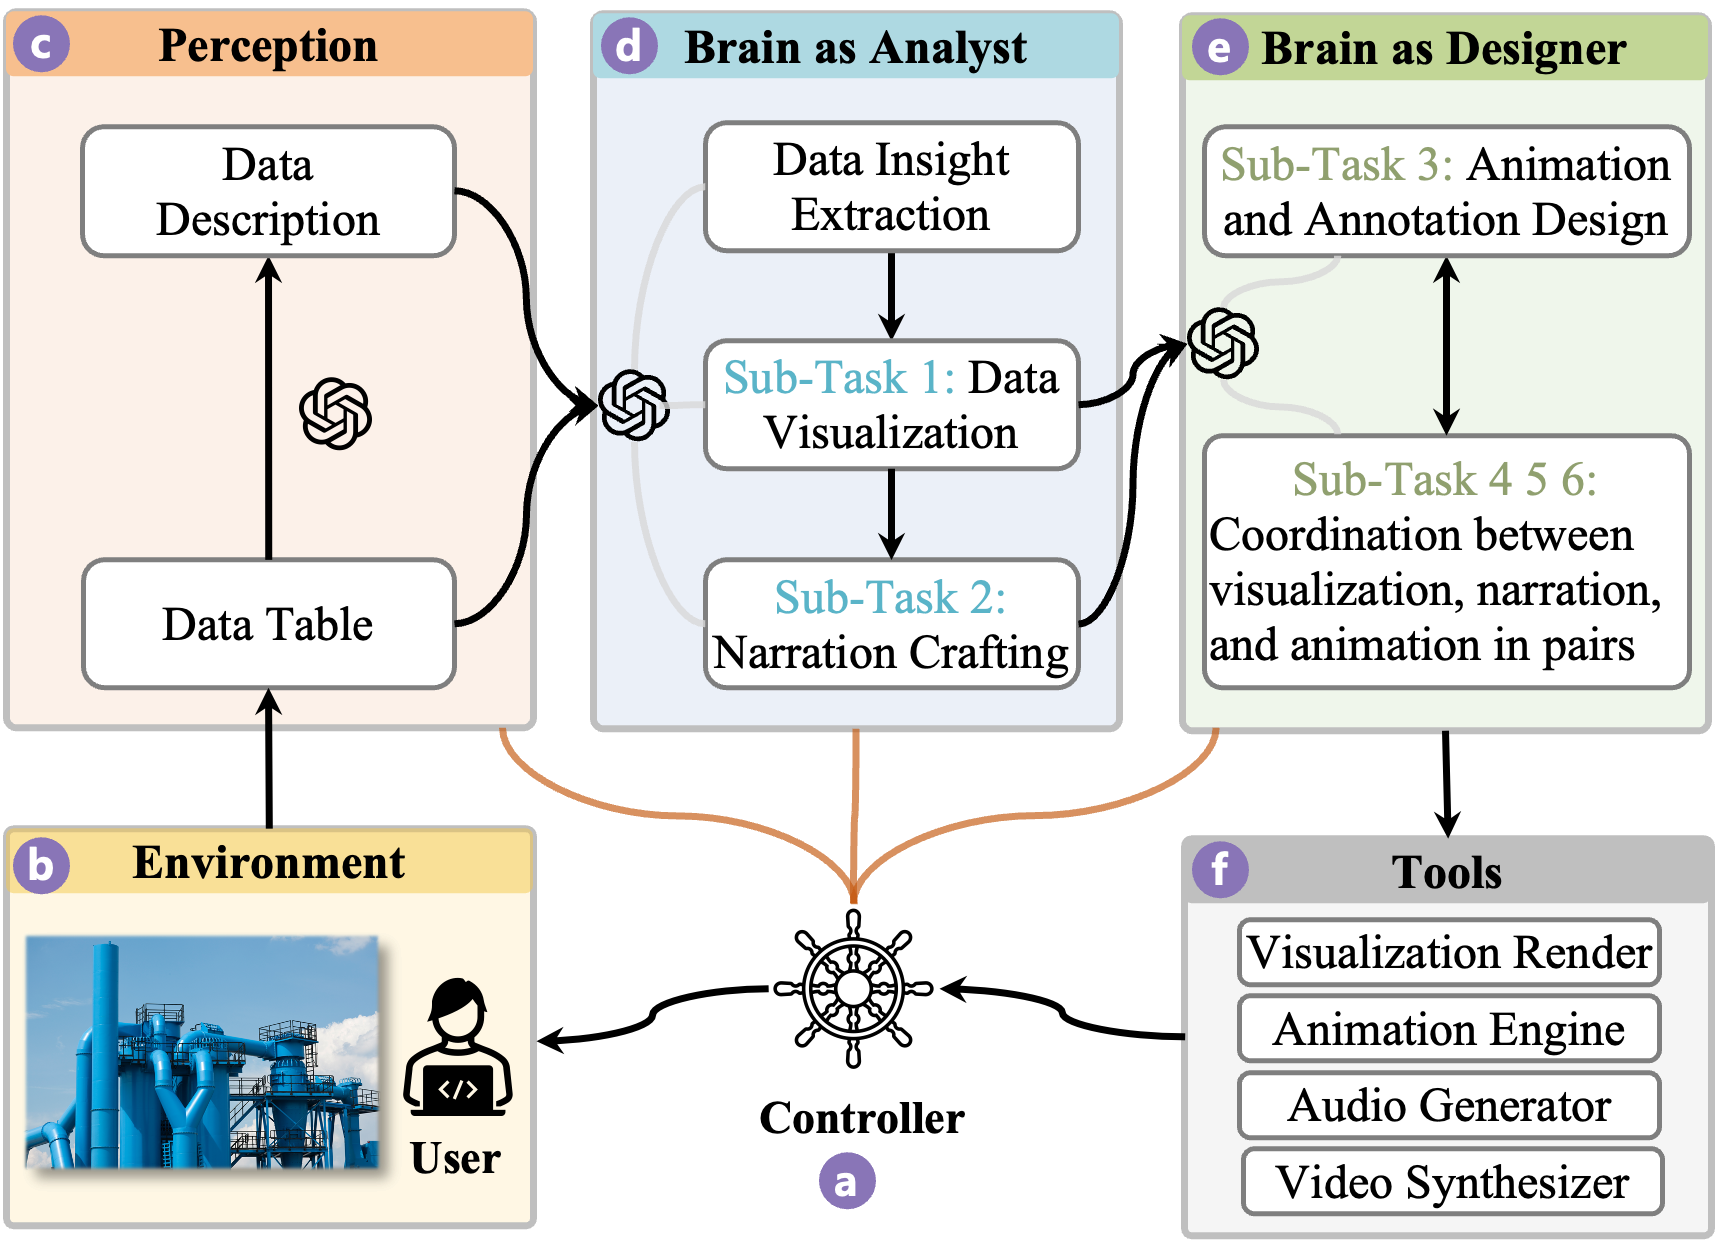 c Perception
Data
Description
Data Table
d Brain as Analyst
Data Insight
Extraction
Sub-Task 1: Data
Visualization
Sub-Task 2:
Narration Crafting
e Brain as Designer
Sub-Task 3: Animation
and Annotation Design
Sub-Task 4 5 6:
Coordination between
visualization, narration,
and animation in pairs
b Environment
</>
User
Controller
a
f Tools
Visualization Render
Animation Engine
Audio Generator
Video Synthesizer